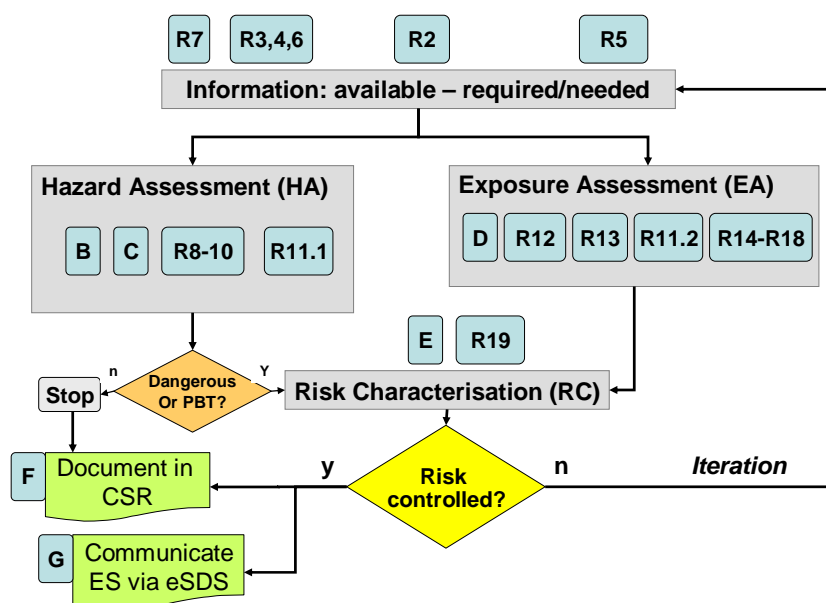 R7
R3,4,6
R2
R5
Information: available – required/needed
Hazard Assessment (HA)
B
C
R8-10
R11.1
Exposure Assessment (EA)
D
R12
R13
R11.2
R14-R18
E
R19
n
Dangerous
Or PBT?
Y
Stop
Risk Characterisation (RC)
F
Document in
CSR
y
Risk
controlled?
n
Iteration
G
Communicate
ES via eSDS